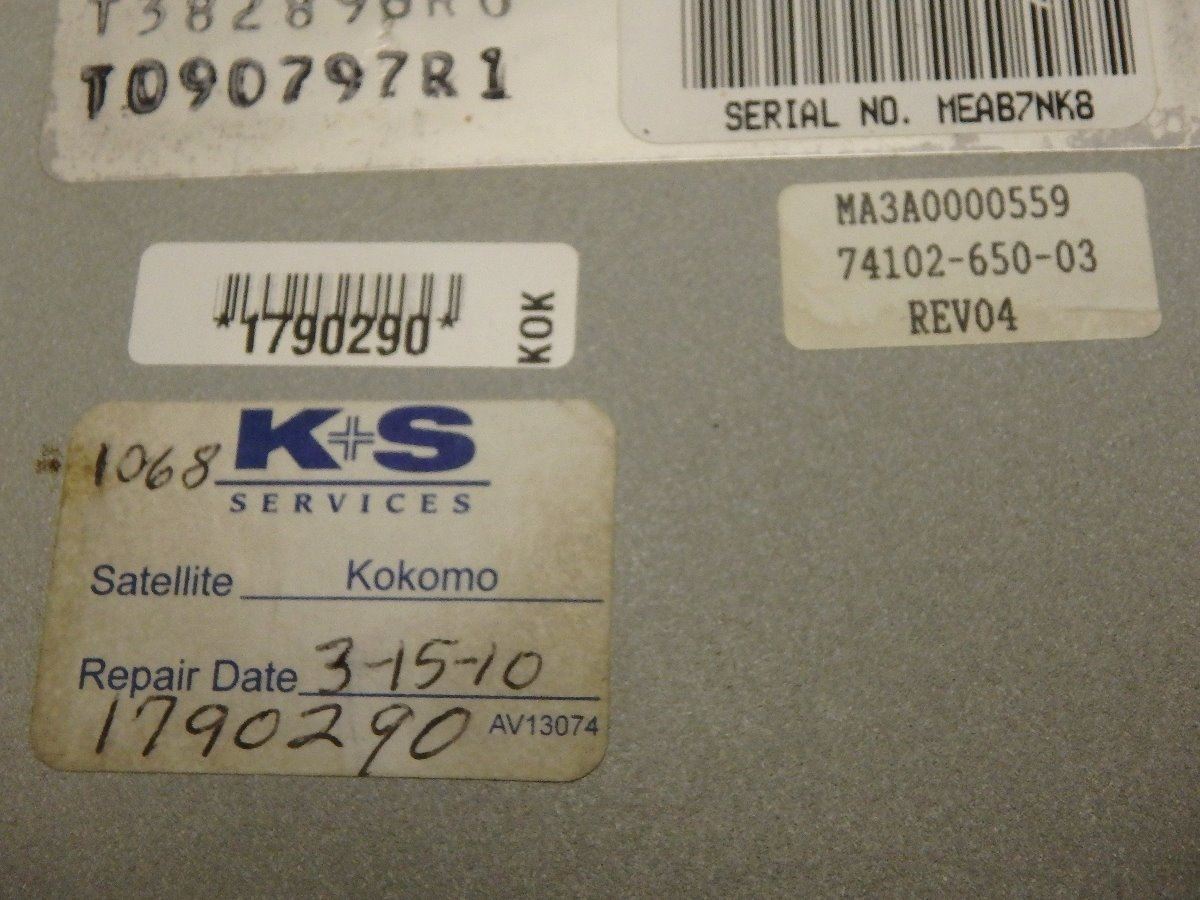 T090797R1
SERIAL NO. MEAB7NK8
MA3A0000559
74102-650-03
REV04
*1790290*
KOK
1068 K+S
SERVICES
Satellite Kokomo
Repair Date 3-15-10
1790290 AV13074